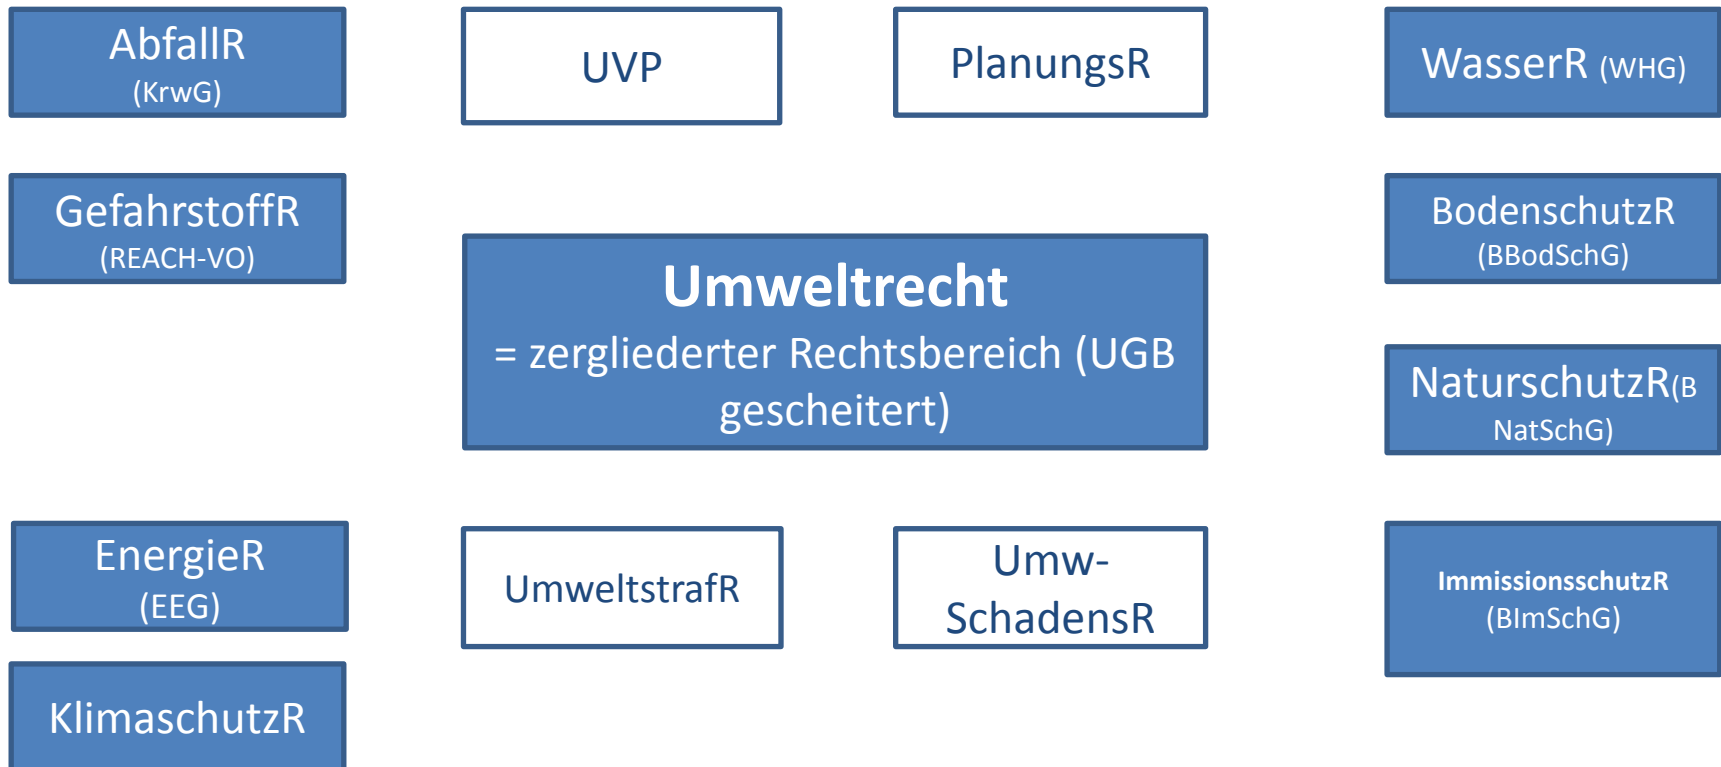 AbfallR
(KrwG)
UVP
PlanungsR
WasserR (WHG)
GefahrstoffR
(REACH-VO)
BodenschutzR
(BBodSchG)
Umweltrecht
= zergliederter Rechtsbereich (UGB
gescheitert)
NaturschutzR(B
NatSchG)
EnergieR
(EEG)
UmweltstrafR
Umw-
SchadensR
ImmissionsschutzR
(BImSchG)
KlimaschutzR